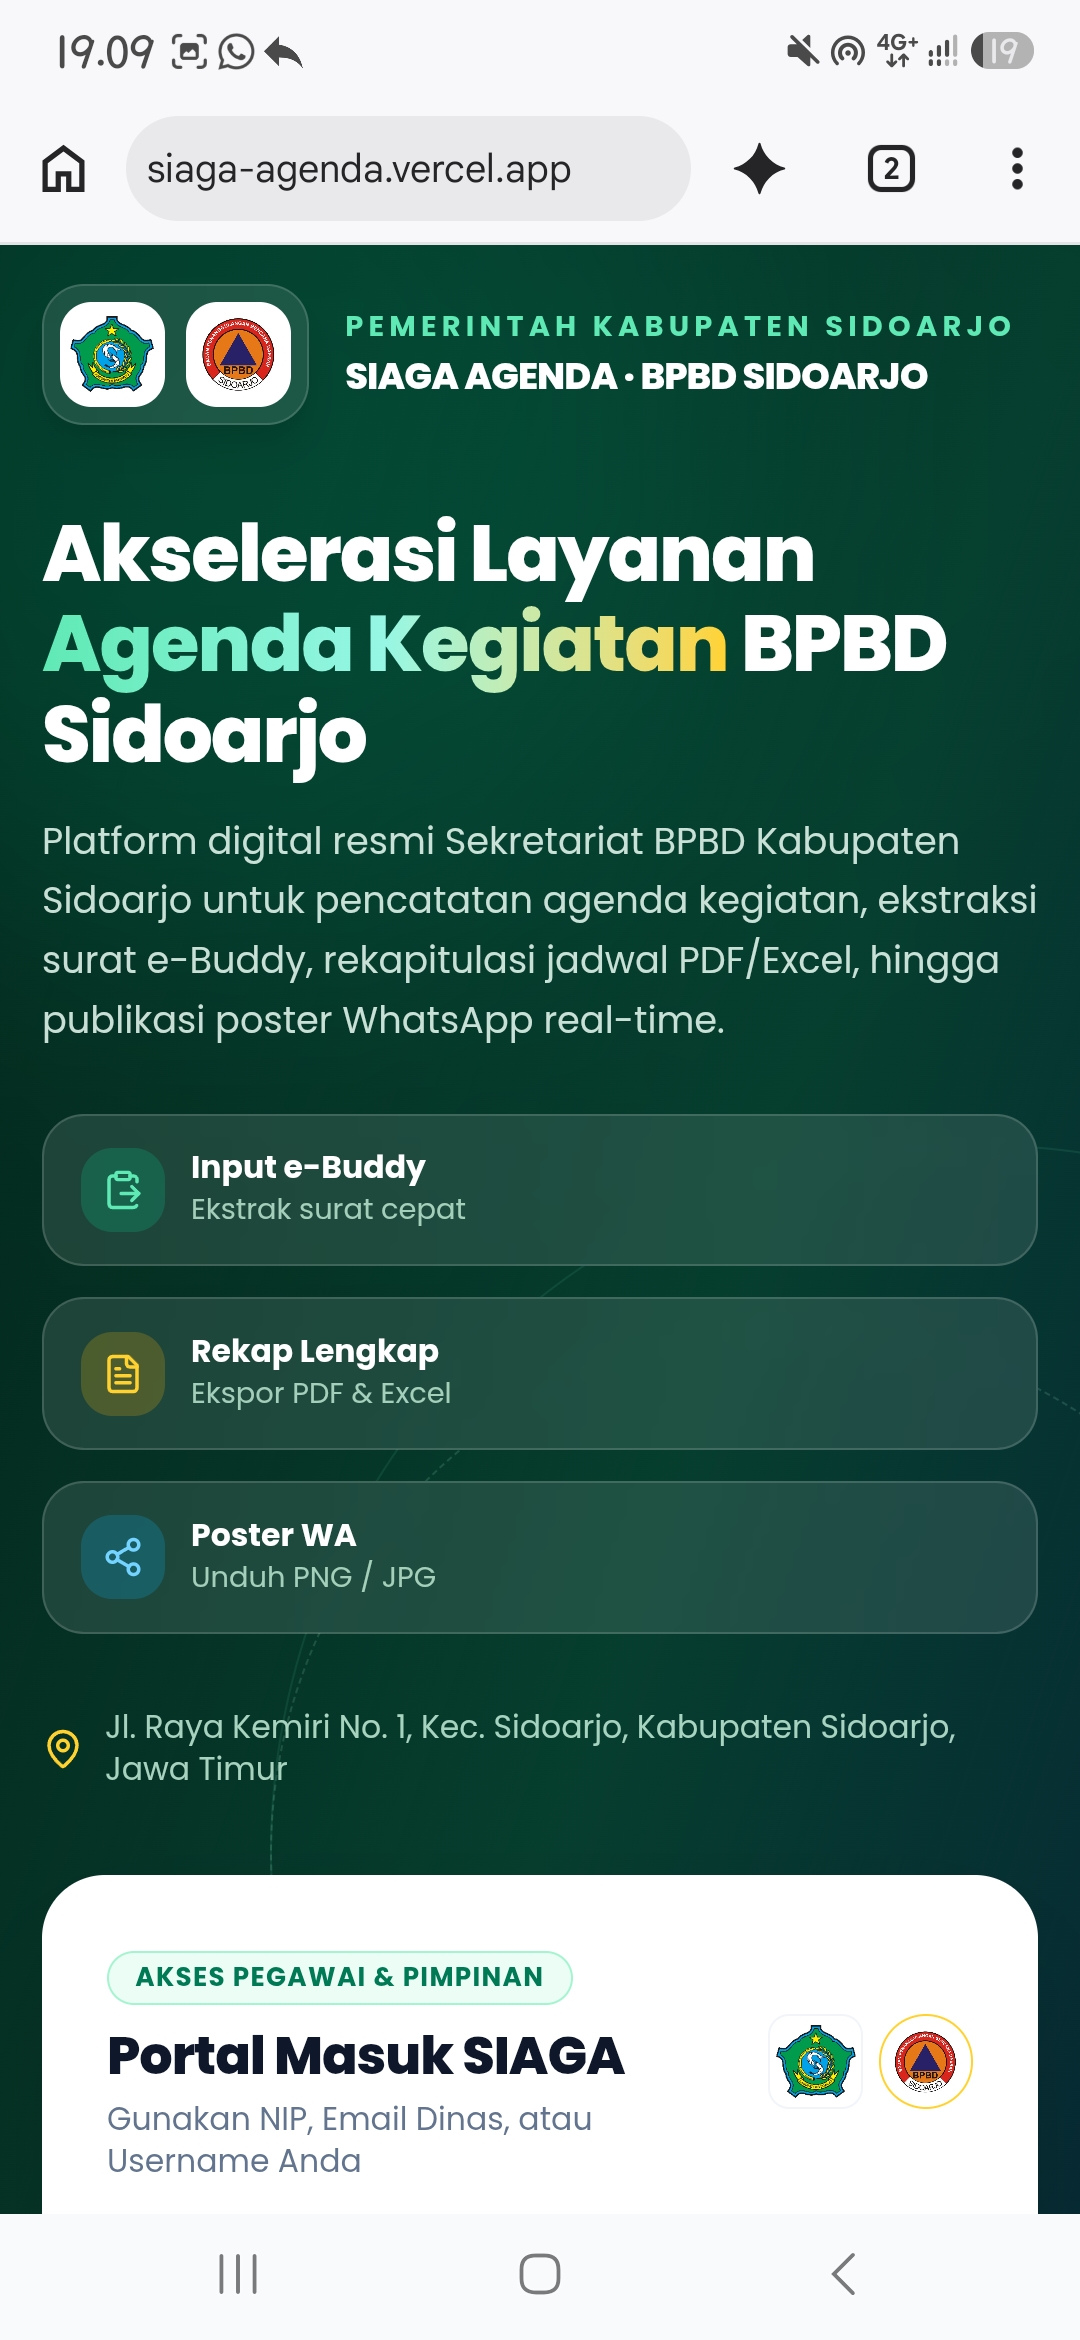 19.09
4G+
19
siaga-agenda.vercel.app
2
PEMERINTAH KABUPATEN SIDOARJO
SIAGA AGENDA • BPBD SIDOARJO
BPBD
SIDOARJO
Akselerasi Layanan
Agenda Kegiatan BPBD
Sidoarjo
Platform digital resmi Sekretariat BPBD Kabupaten
Sidoarjo untuk pencatatan agenda kegiatan, ekstraksi
surat e-Buddy, rekapitulasi jadwal PDF/Excel, hingga
publikasi poster WhatsApp real-time.
Input e-Buddy
Ekstrak surat cepat
Rekap Lengkap
Ekspor PDF & Excel
Poster WA
Unduh PNG / JPG
Jl. Raya Kemiri No. 1, Kec. Sidoarjo, Kabupaten Sidoarjo,
Jawa Timur
AKSES PEGAWAI & PIMPINAN
Portal Masuk SIAGA
Gunakan NIP, Email Dinas, atau
Username Anda
BPBD
SIDOARJO